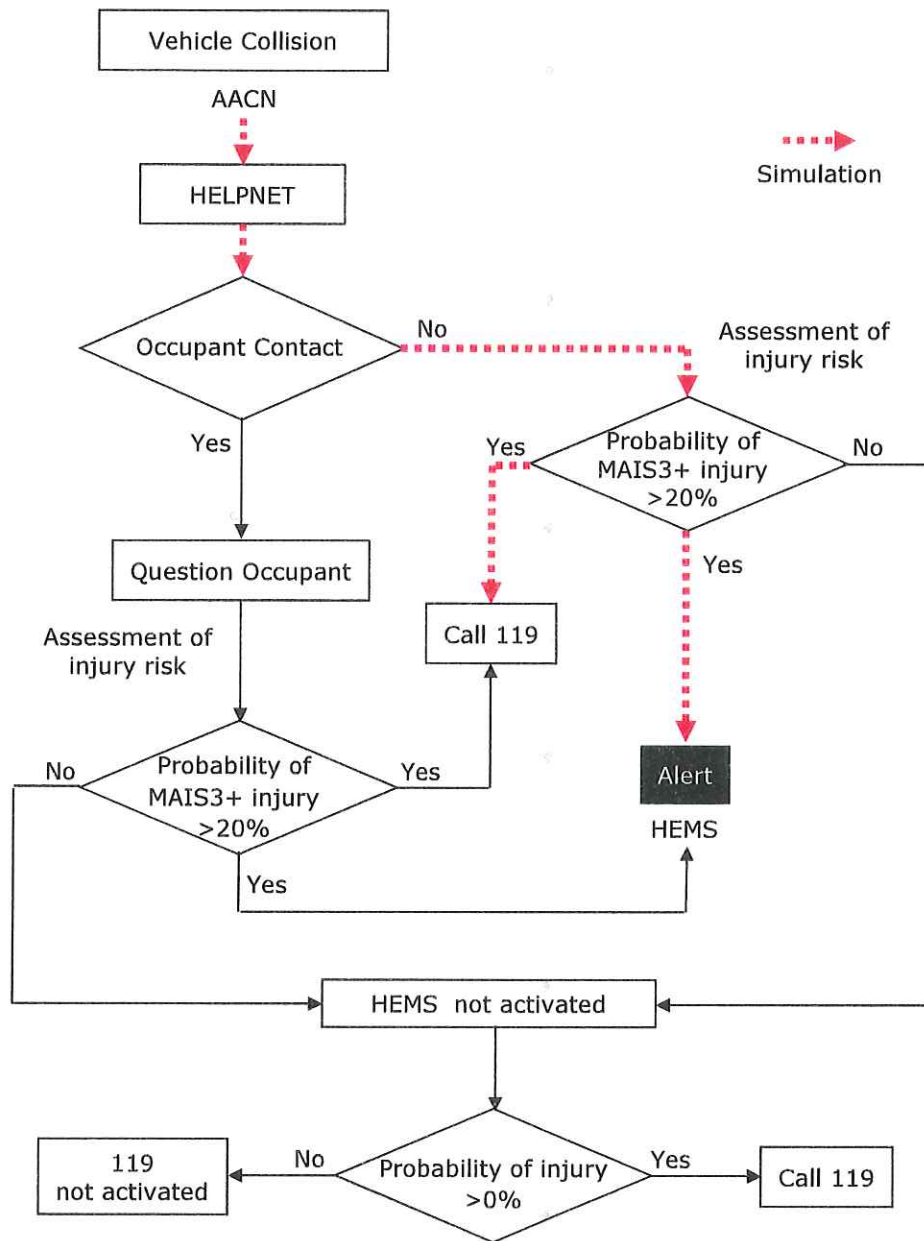 Vehicle Collision
AACN
HELPNET
Simulation
Occupant Contact
No
Assessment of
injury risk
Yes
Probability of
MAIS3+ injury
>20%
Yes
No
Yes
Question Occupant
Call 119
Assessment of
injury risk
Probability of
MAIS3+ injury
>20%
No
Yes
Yes
Alert
HEMS
HEMS not activated
Probability of injury
>0%
No
Yes
119
not activated
Call 119